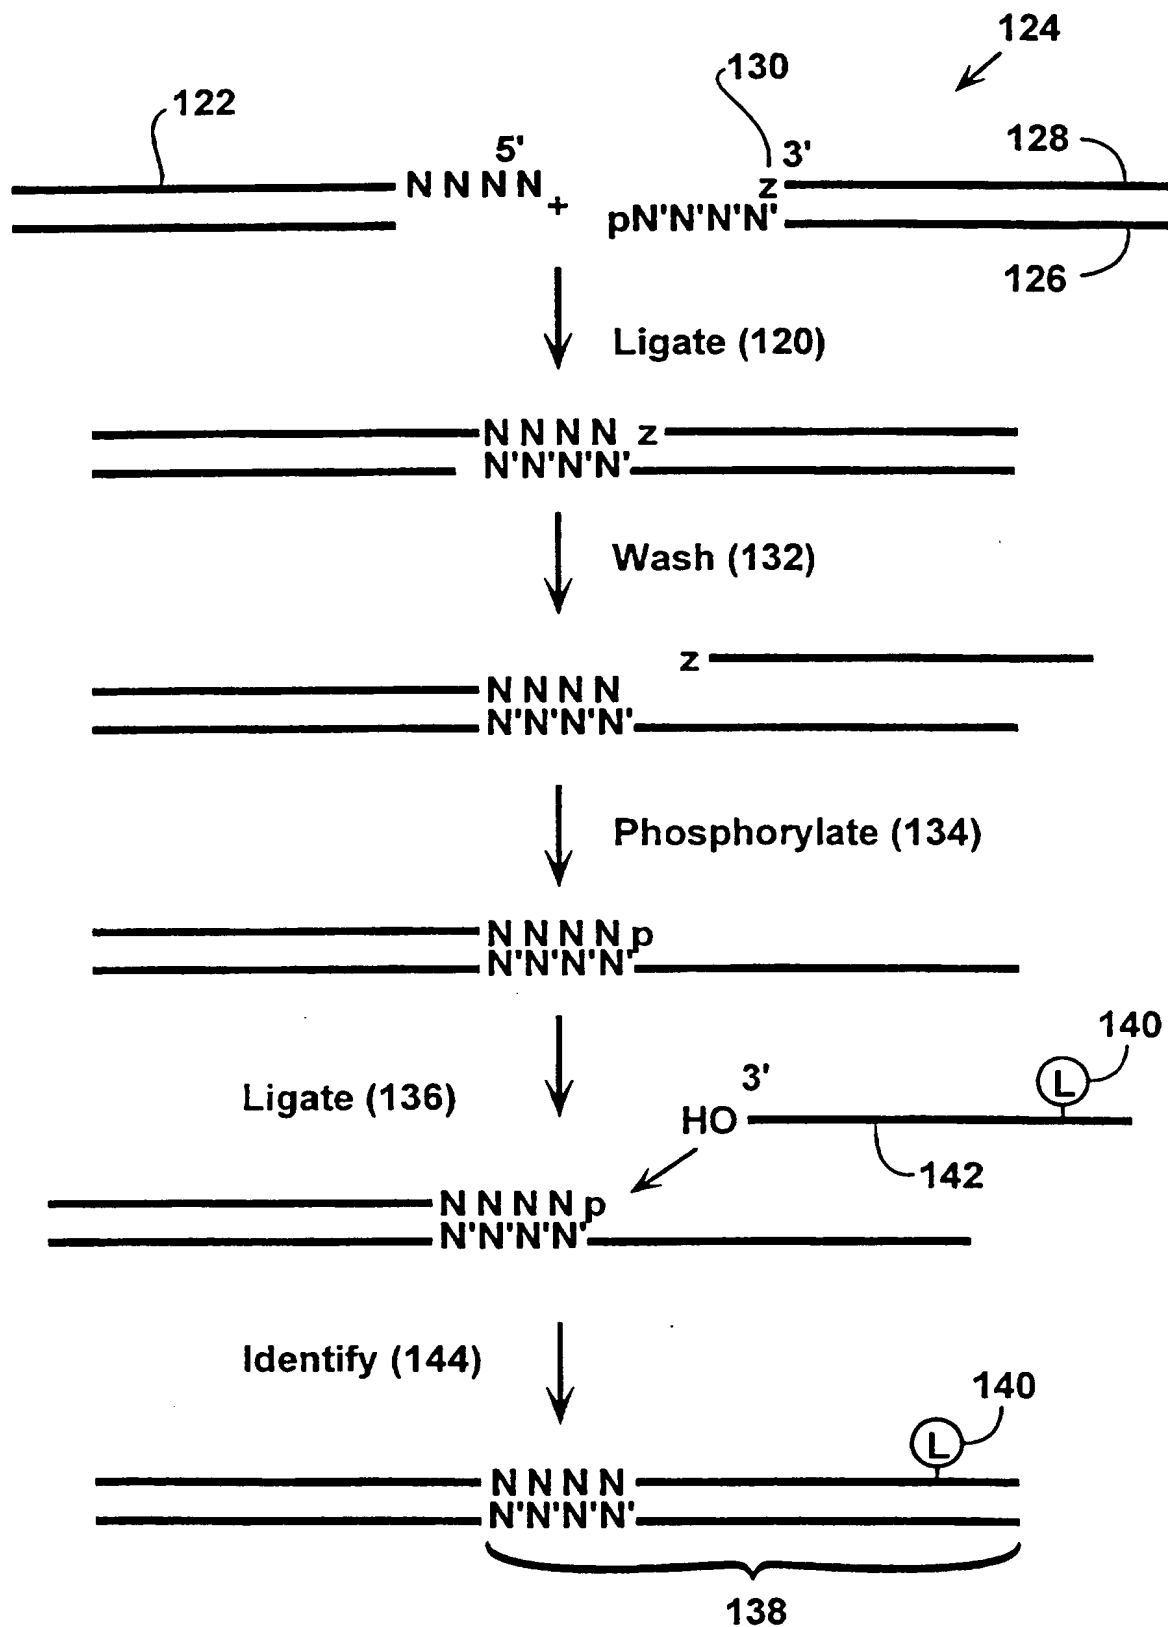 124
130
122
5'
3'
128
N N N N
+
z
pN'N'N'N'
126
Ligate (120)
N N N N z
N'N'N'N'
Wash (132)
z
N N N N
N'N'N'N'
Phosphorylate (134)
N N N N p
N'N'N'N'
140
3'
L
Ligate (136)
HO
142
N N N N p
N'N'N'N'
Identify (144)
140
L
N N N N
N'N'N'N'
138